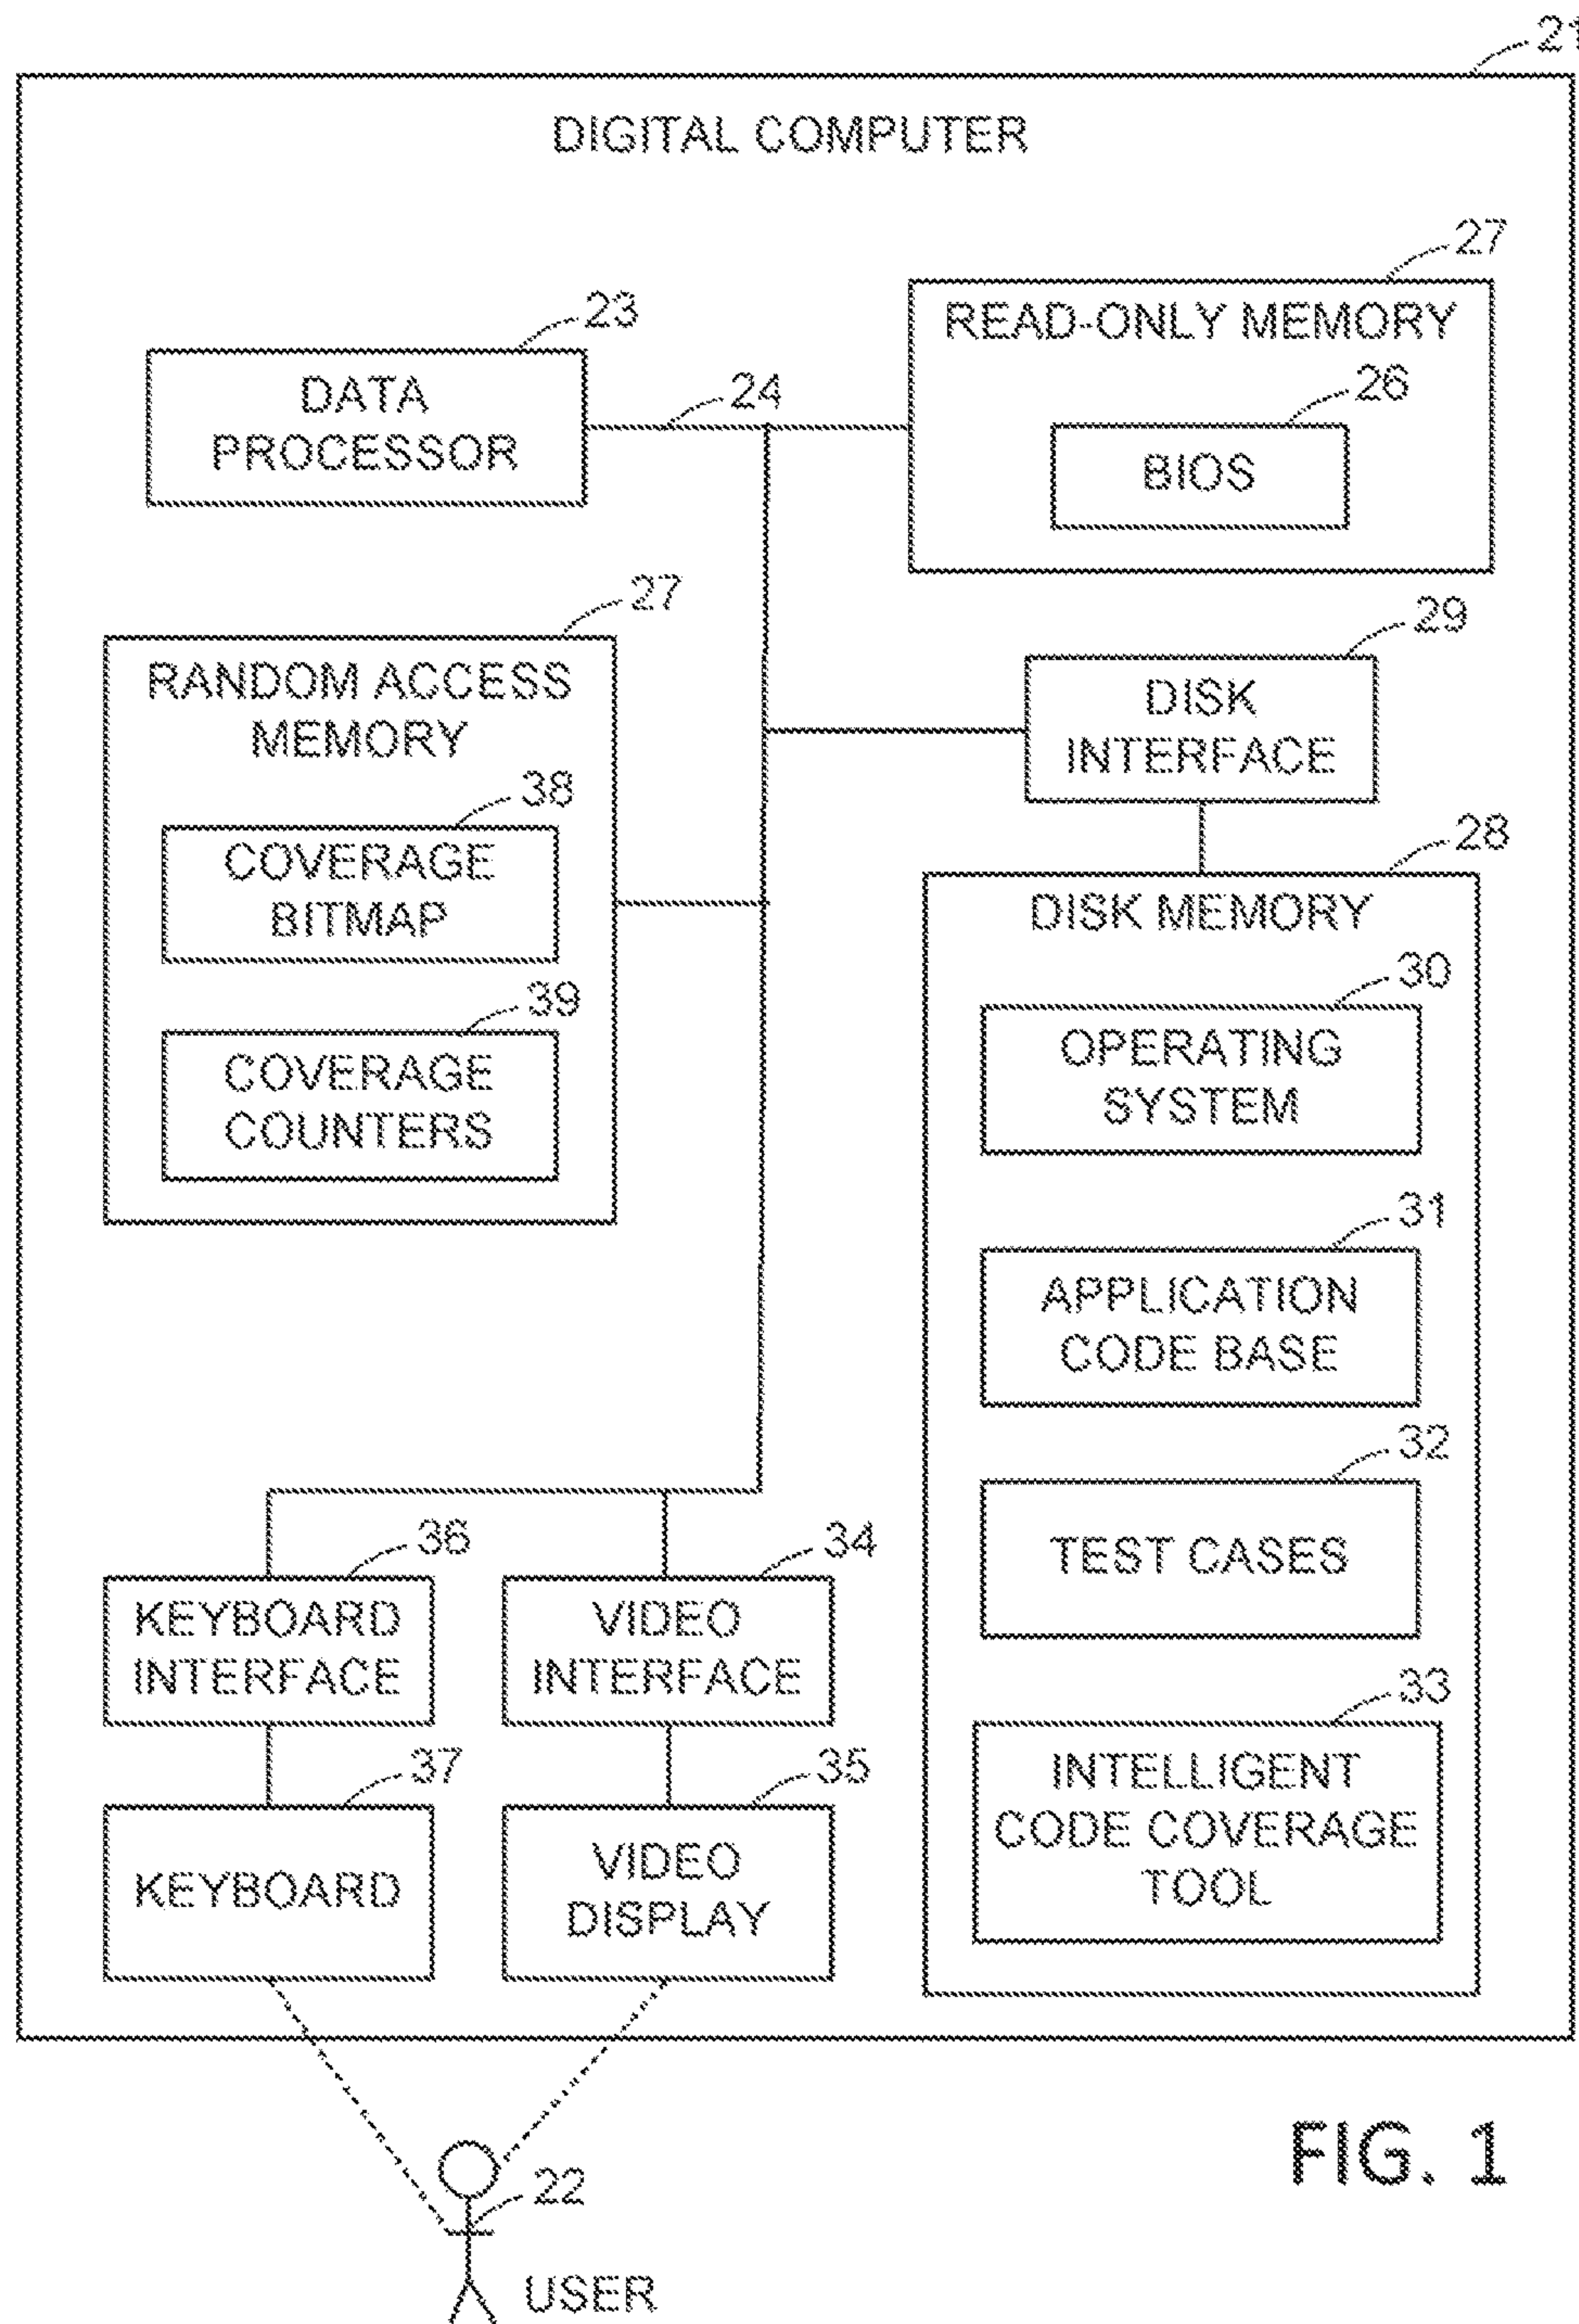 21
DIGITAL COMPUTER
27
READ-ONLY MEMORY
23
DATA
PROCESSOR
24
26
BIOS
27
RANDOM ACCESS
MEMORY
29
DISK
INTERFACE
38
COVERAGE
BITMAP
28
DISK MEMORY
39
COVERAGE
COUNTERS
30
OPERATING
SYSTEM
31
APPLICATION
CODE BASE
32
TEST CASES
36
KEYBOARD
INTERFACE
34
VIDEO
INTERFACE
33
INTELLIGENT
CODE COVERAGE
TOOL
37
KEYBOARD
35
VIDEO
DISPLAY
22
USER
FIG. 1